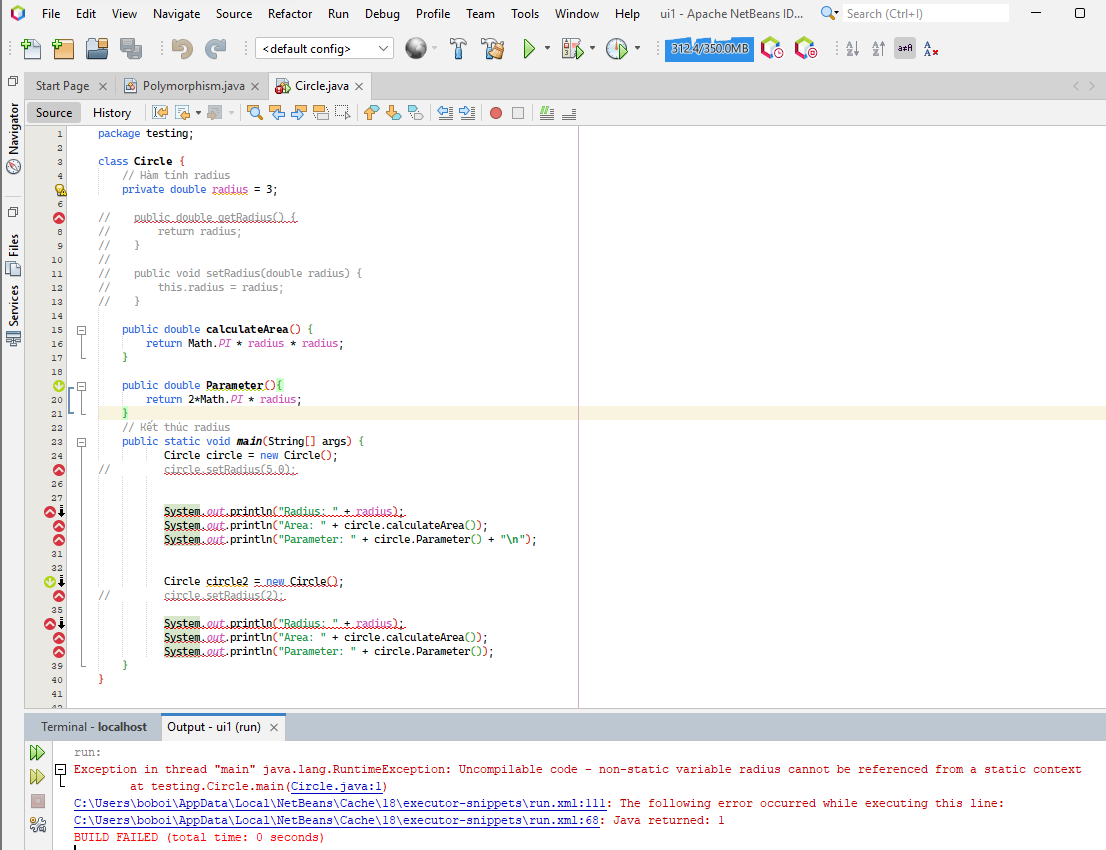 File Edit View Navigate Source Refactor Run Debug Profile Team Tools Window Help ui1 - Apache NetBeans ID... Search (Ctrl+I)
<default config> 312.4/350.0MB
Start Page Polymorphism.java Circle.java
Source History
Navigator
Files
Services
1 package testing;
2
3 class Circle {
4 // Hàm tính radius
private double radius = 3;
6
// public double getRadius() {
8 // return radius;
9 // }
10 //
11 // public void setRadius(double radius) {
12 // this.radius = radius;
13 // }
14
15 public double calculateArea() {
16 return Math.PI * radius * radius;
17 }
18
public double Parameter(){
20 return 2*Math.PI * radius;
21 }
22 // Kết thúc radius
23 public static void main(String[] args) {
24 Circle circle = new Circle();
// circle.setRadius(5.0);
26
27
System.out.println("Radius: " + radius);
System.out.println("Area: " + circle.calculateArea());
System.out.println("Parameter: " + circle.Parameter() + "\n");
31
32
Circle circle2 = new Circle();
// circle.setRadius(2);
35
System.out.println("Radius: " + radius);
System.out.println("Area: " + circle.calculateArea());
System.out.println("Parameter: " + circle.Parameter());
39 }
40 }
41
42
Terminal - localhost Output - ui1 (run)
run:
Exception in thread "main" java.lang.RuntimeException: Uncompilable code - non-static variable radius cannot be referenced from a static context
at testing.Circle.main(Circle.java:1)
C:\Users\boboi\AppData\Local\NetBeans\Cache\18\executor-snippets\run.xml:111: The following error occurred while executing this line:
C:\Users\boboi\AppData\Local\NetBeans\Cache\18\executor-snippets\run.xml:68: Java returned: 1
BUILD FAILED (total time: 0 seconds)